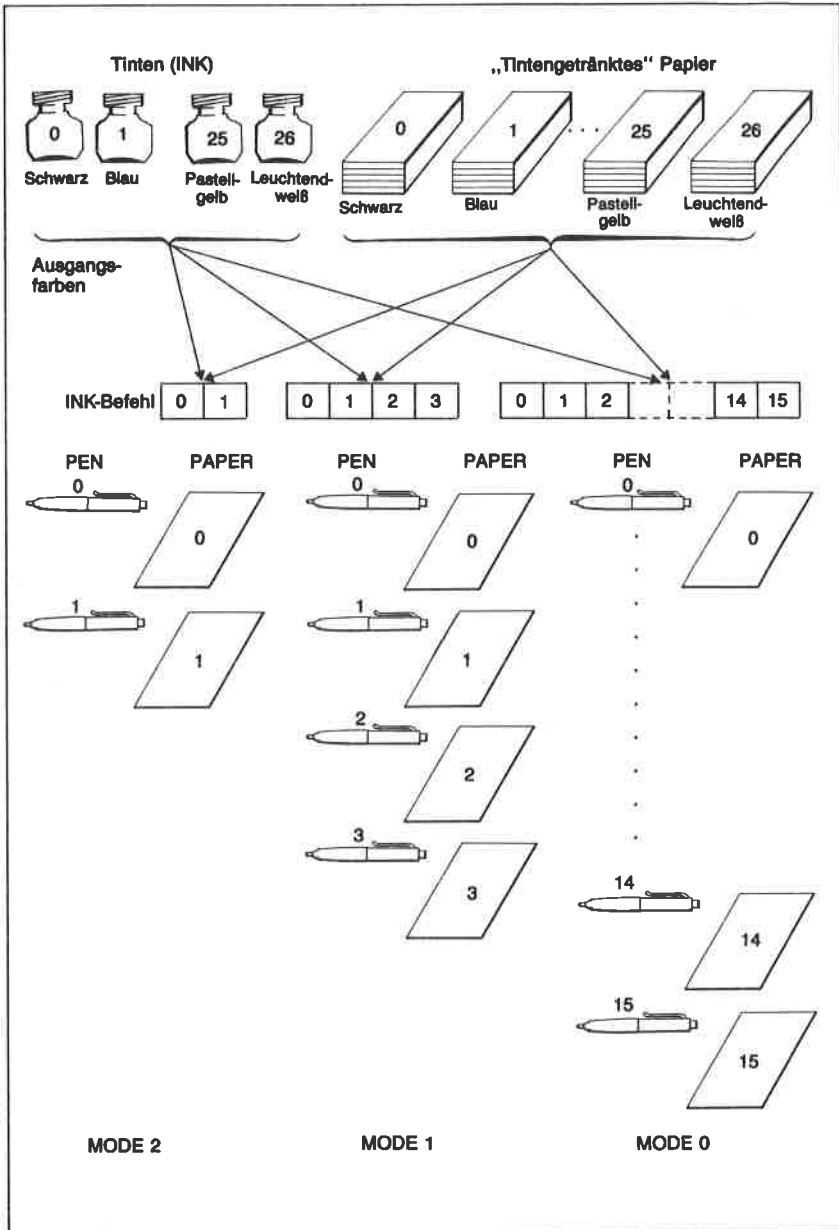 Tinten (INK)
„Tintengetränktes“ Papier
0 1 25 26
0 1 . . . 25 26
Schwarz Blau Pastell-
gelb Leuchtend-
weiß
Schwarz Blau Pastell-
gelb Leuchtend-
weiß
Ausgangs-
farben
INK-Befehl 0 1 0 1 2 3 0 1 2 14 15
PEN PAPER PEN PAPER PEN PAPER
0 0 0
0 0 0
1 1
1 1
2
2
3
3
14
14
15
15
MODE 2 MODE 1 MODE 0